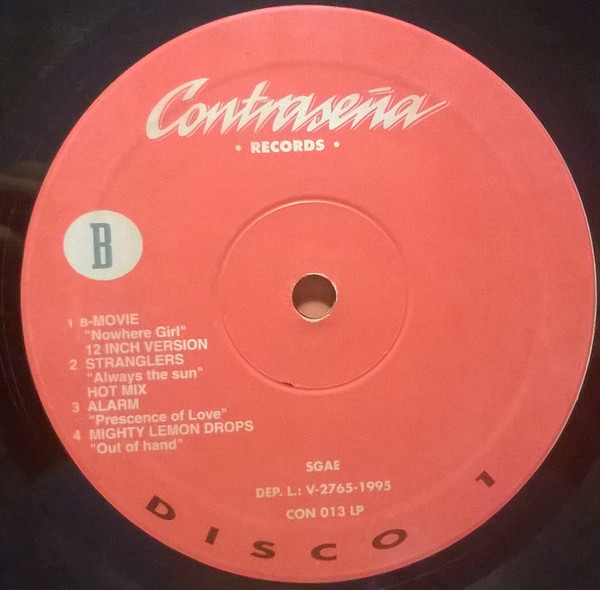 Contraseña
• RECORDS •
B
1 B-MOVIE
"Nowhere Girl"
12 INCH VERSION
2 STRANGLERS
"Always the sun"
HOT MIX
3 ALARM
"Prescence of Love"
4 MIGHTY LEMON DROPS
"Out of hand"
SGAE
DEP. L.: V-2765-1995
CON 013 LP
DISCO 1